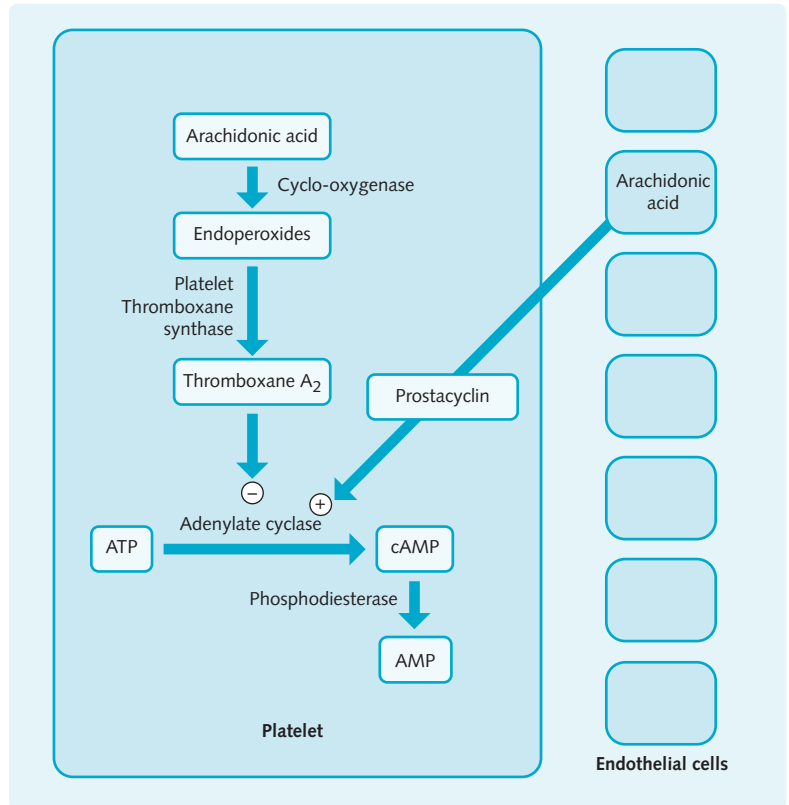 Arachidonic acid
Cyclo-oxygenase
Endoperoxides
Platelet
Thromboxane
synthase
Thromboxane A₂
−
+
Adenylate cyclase
ATP
cAMP
Phosphodiesterase
AMP
Platelet
Prostacyclin
Arachidonic
acid
Endothelial cells